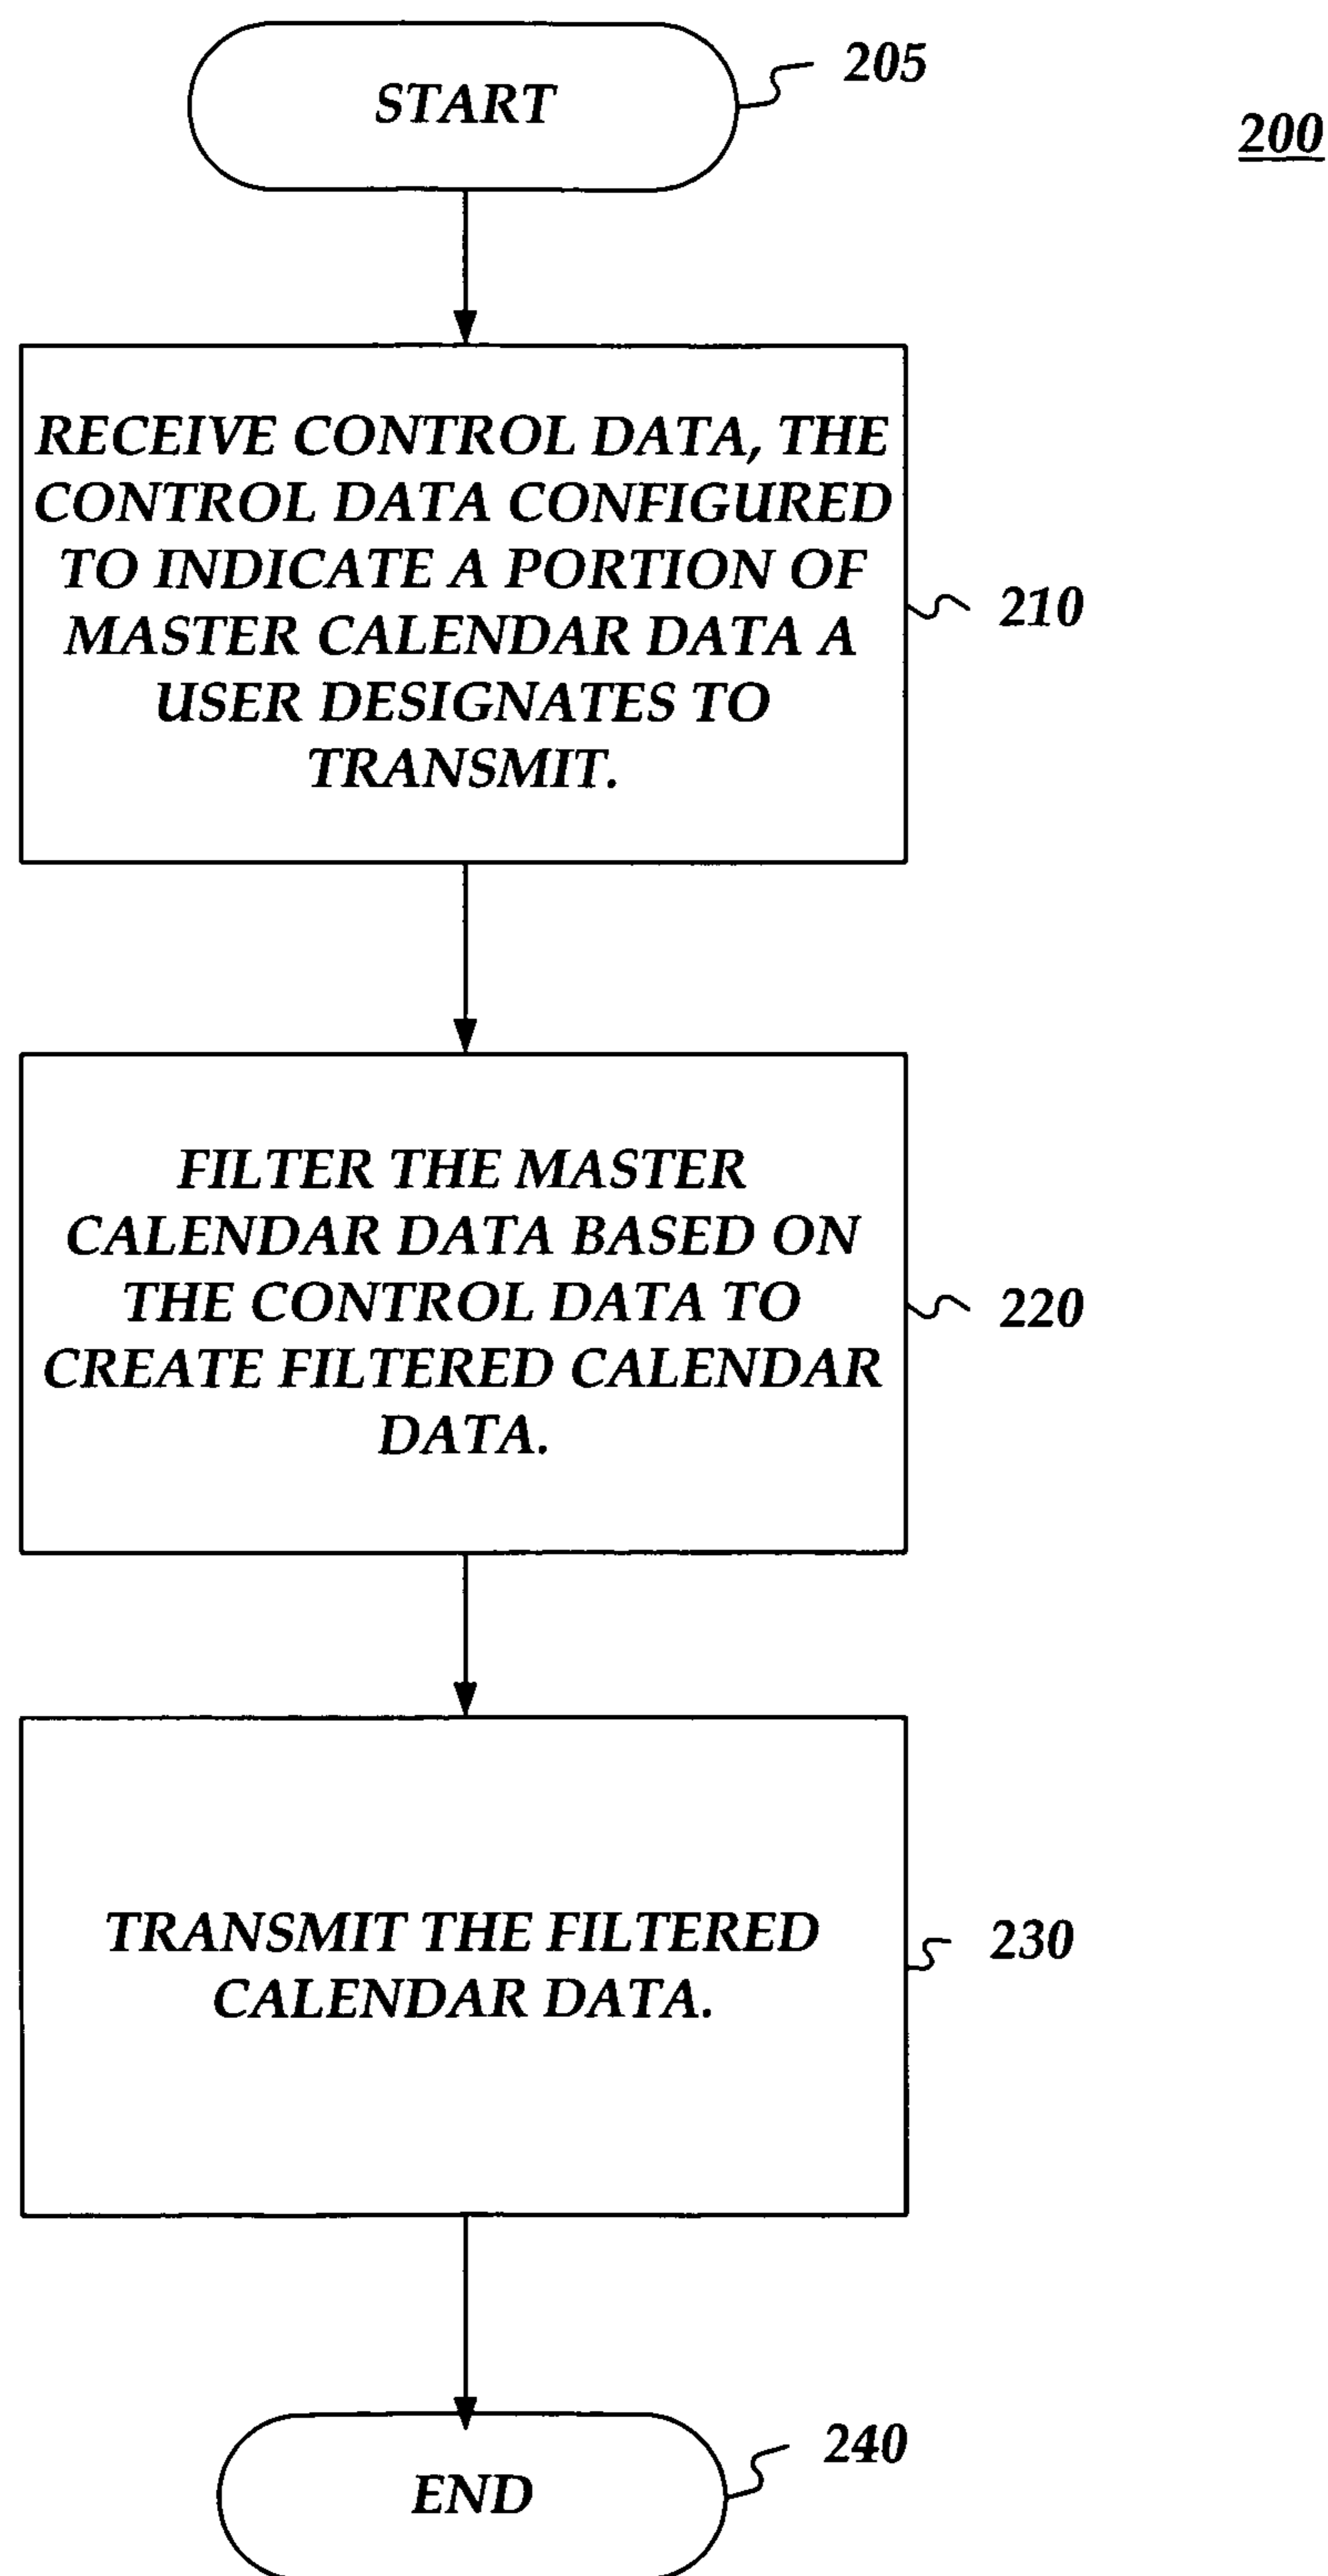 START
205
200
RECEIVE CONTROL DATA, THE
CONTROL DATA CONFIGURED
TO INDICATE A PORTION OF
MASTER CALENDAR DATA A
USER DESIGNATES TO
TRANSMIT.
210
FILTER THE MASTER
CALENDAR DATA BASED ON
THE CONTROL DATA TO
CREATE FILTERED CALENDAR
DATA.
220
TRANSMIT THE FILTERED
CALENDAR DATA.
230
END
240